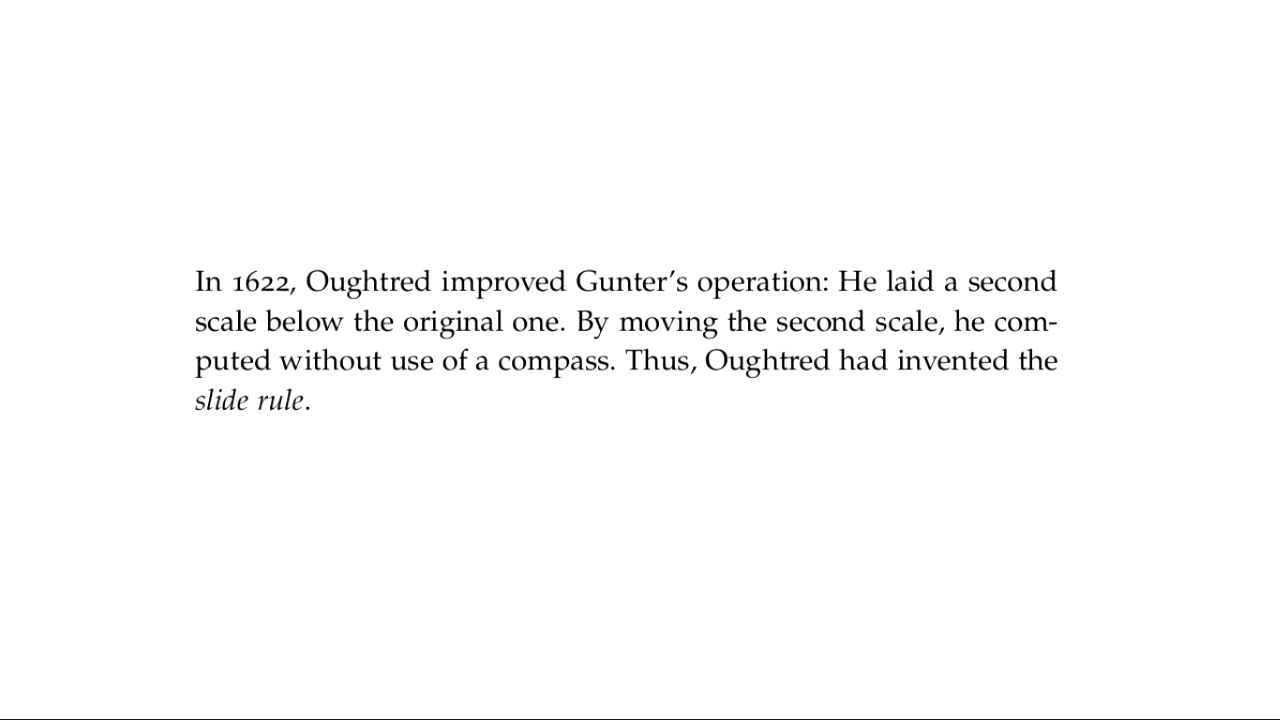 In 1622, Oughtred improved Gunter’s operation: He laid a second
scale below the original one. By moving the second scale, he com-
puted without use of a compass. Thus, Oughtred had invented the
slide rule.